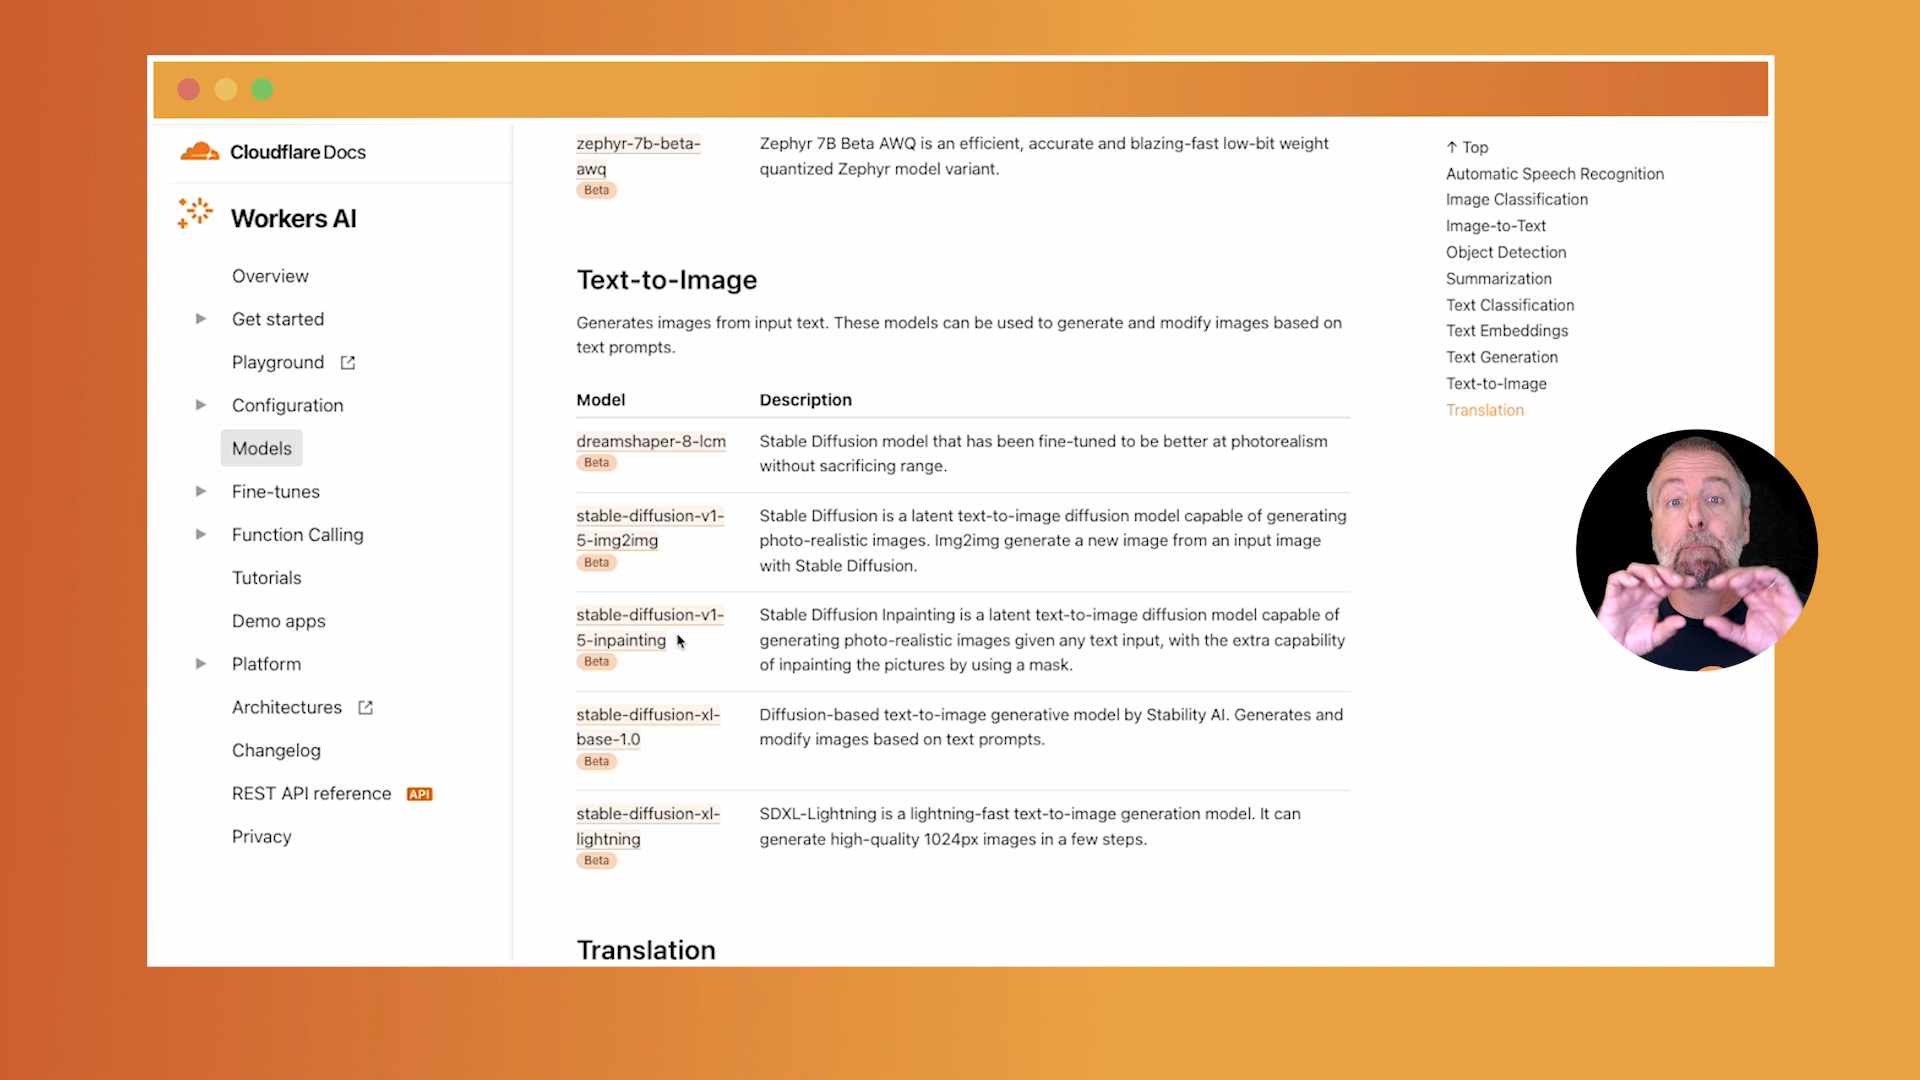 Cloudflare Docs
Workers AI
Overview
Get started
Playground
Configuration
Models
Fine-tunes
Function Calling
Tutorials
Demo apps
Platform
Architectures
Changelog
REST API reference API
Privacy
zephyr-7b-beta-
awq
Beta
Zephyr 7B Beta AWQ is an efficient, accurate and blazing-fast low-bit weight
quantized Zephyr model variant.
Text-to-Image
Generates images from input text. These models can be used to generate and modify images based on
text prompts.
Model Description
dreamshaper-8-lcm
Beta
Stable Diffusion model that has been fine-tuned to be better at photorealism
without sacrificing range.
stable-diffusion-v1-
5-img2img
Beta
Stable Diffusion is a latent text-to-image diffusion model capable of generating
photo-realistic images. Img2img generate a new image from an input image
with Stable Diffusion.
stable-diffusion-v1-
5-inpainting
Beta
Stable Diffusion Inpainting is a latent text-to-image diffusion model capable of
generating photo-realistic images given any text input, with the extra capability
of inpainting the pictures by using a mask.
stable-diffusion-xl-
base-1.0
Beta
Diffusion-based text-to-image generative model by Stability AI. Generates and
modify images based on text prompts.
stable-diffusion-xl-
lightning
Beta
SDXL-Lightning is a lightning-fast text-to-image generation model. It can
generate high-quality 1024px images in a few steps.
Translation
↑ Top
Automatic Speech Recognition
Image Classification
Image-to-Text
Object Detection
Summarization
Text Classification
Text Embeddings
Text Generation
Text-to-Image
Translation